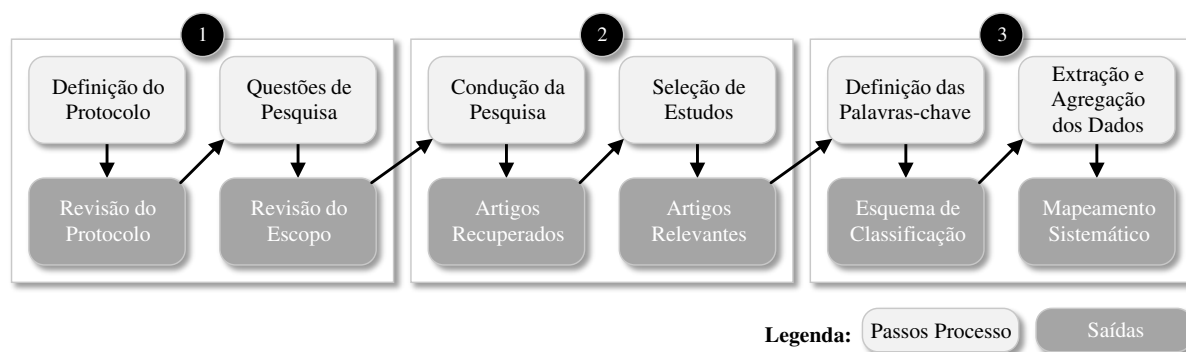 1
Definição do
Protocolo
Questões de
Pesquisa
Revisão do
Protocolo
Revisão do
Escopo
2
Condução da
Pesquisa
Seleção de
Estudos
Artigos
Recuperados
Artigos
Relevantes
3
Definição das
Palavras-chave
Extração e
Agregação
dos Dados
Esquema de
Classificação
Mapeamento
Sistemático
Legenda:
Passos Processo
Saídas